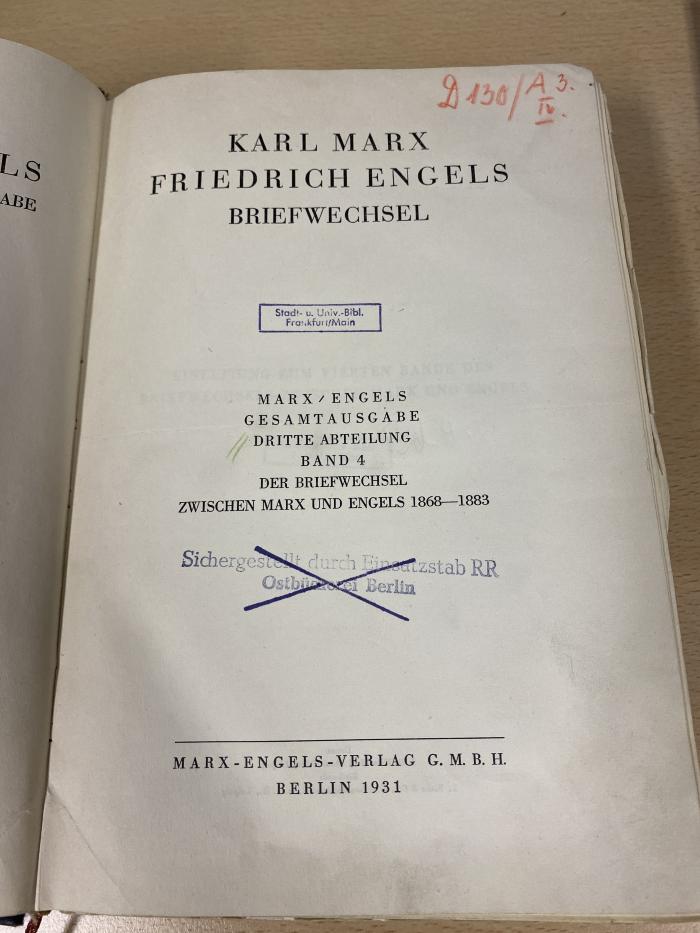 LS
ABE
D 130/A 3.
IV.
KARL MARX
FRIEDRICH ENGELS
BRIEFWECHSEL
Stadt- u. Univ.-Bibl.
Frankfurt/Main
MARX / ENGELS
GESAMTAUSGABE
DRITTE ABTEILUNG
BAND 4
DER BRIEFWECHSEL
ZWISCHEN MARX UND ENGELS 1868—1883
Sichergestellt durch Einsatzstab RR
Ostbücherei Berlin
MARX-ENGELS-VERLAG G. M. B. H.
BERLIN 1931